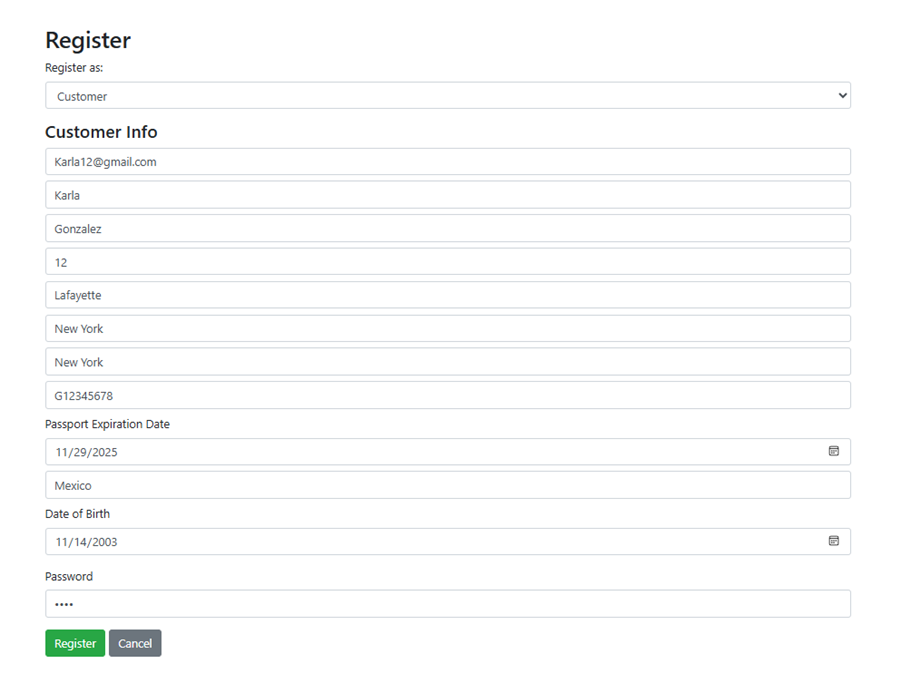 Register
Register as:
Customer
Customer Info
Karla12@gmail.com
Karla
Gonzalez
12
Lafayette
New York
New York
G12345678
Passport Expiration Date
11/29/2025
Mexico
Date of Birth
11/14/2003
Password
••••
Register Cancel